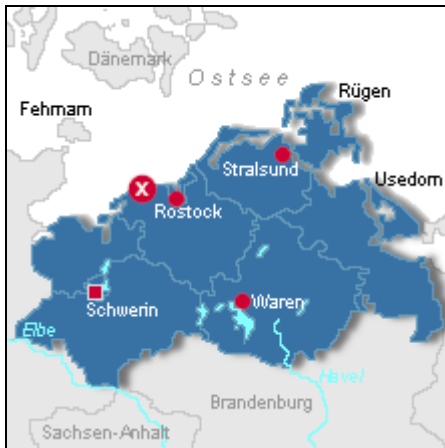 Dänemark
Ostsee
Rügen
Fehmarn
Stralsund
Usedom
X
Rostock
Schwerin
Waren
Elbe
Havel
Brandenburg
Sachsen-Anhalt